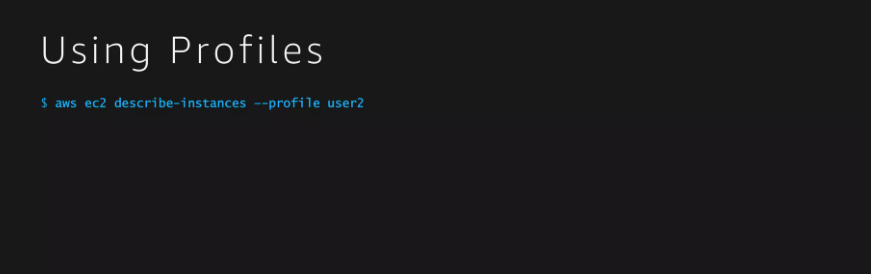 Using Profiles
$ aws ec2 describe-instances --profile user2